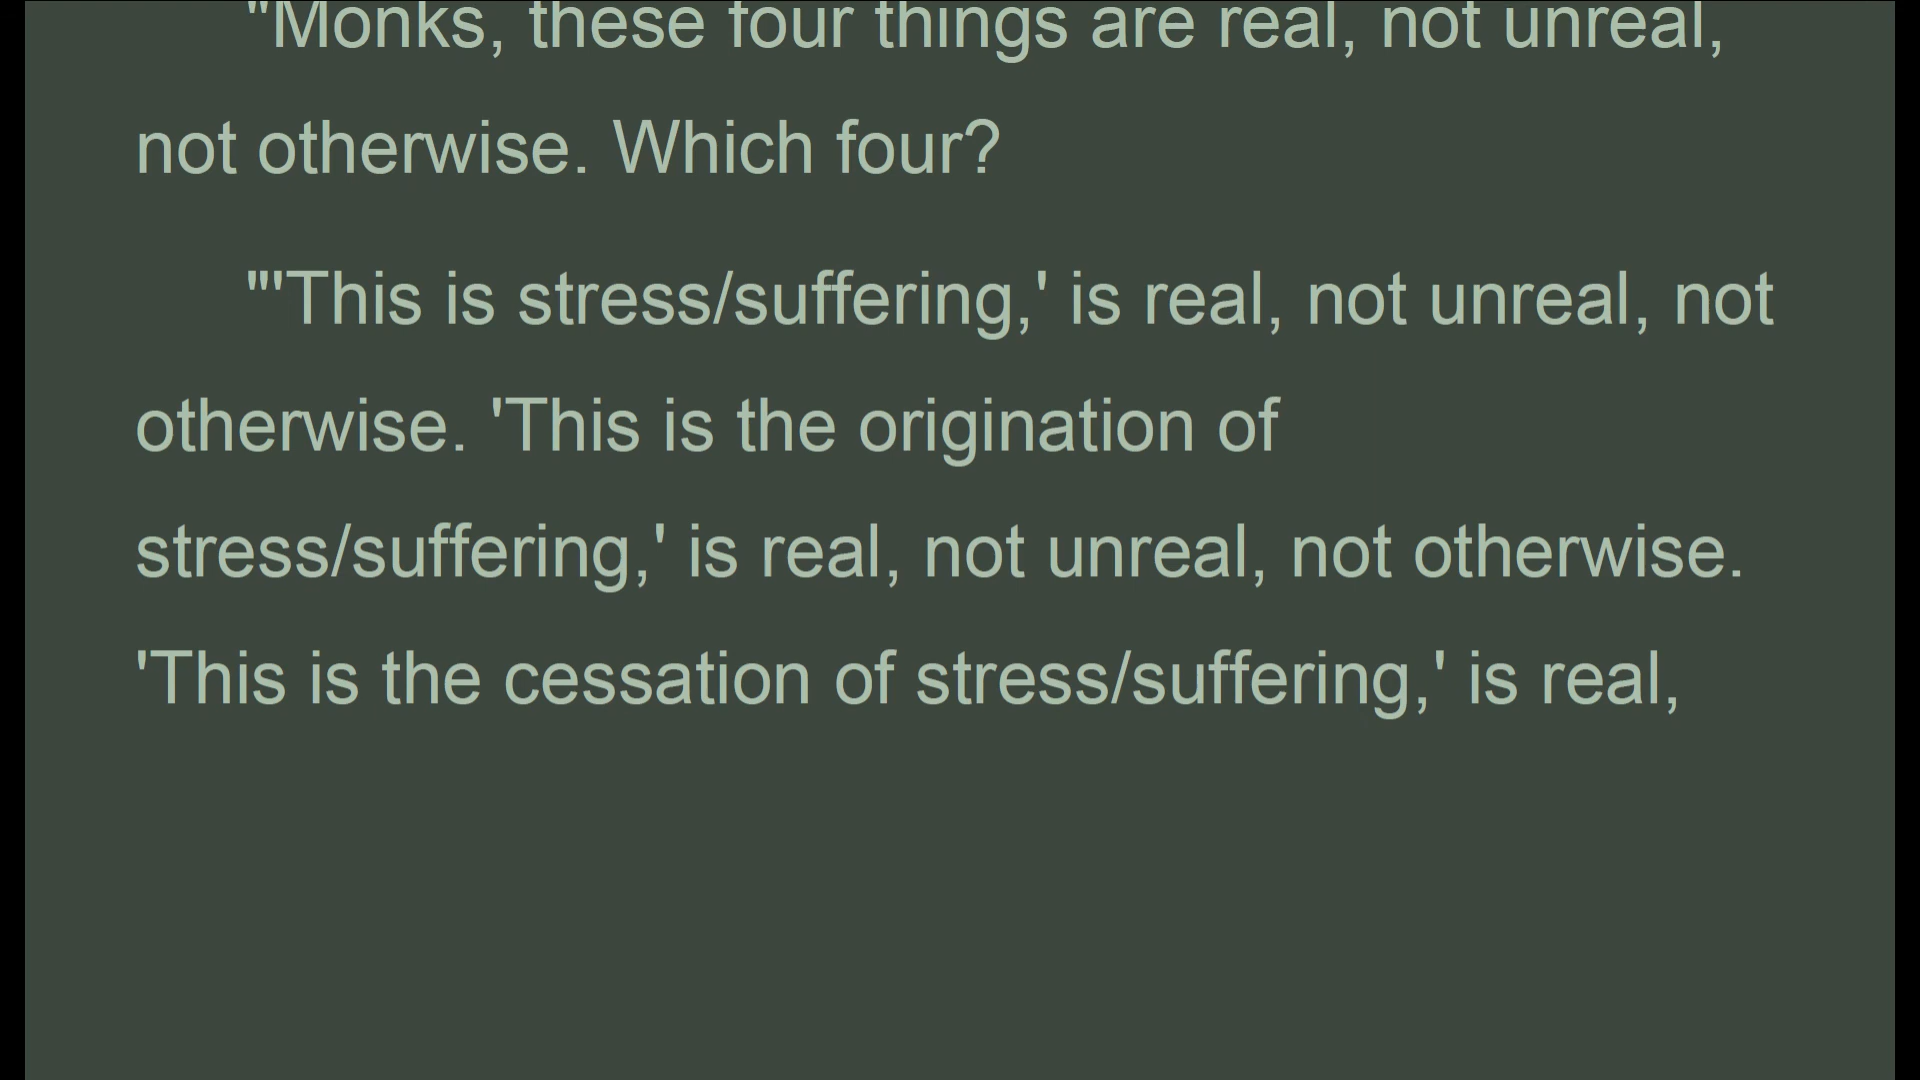 "Monks, these four things are real, not unreal,
not otherwise. Which four?
"'This is stress/suffering,' is real, not unreal, not
otherwise. 'This is the origination of
stress/suffering,' is real, not unreal, not otherwise.
'This is the cessation of stress/suffering,' is real,